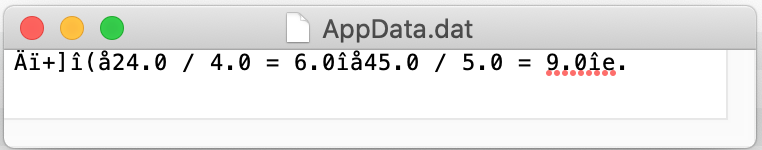 AppData.dat
Äï+]î(å24.0 / 4.0 = 6.0îå45.0 / 5.0 = 9.0îe.